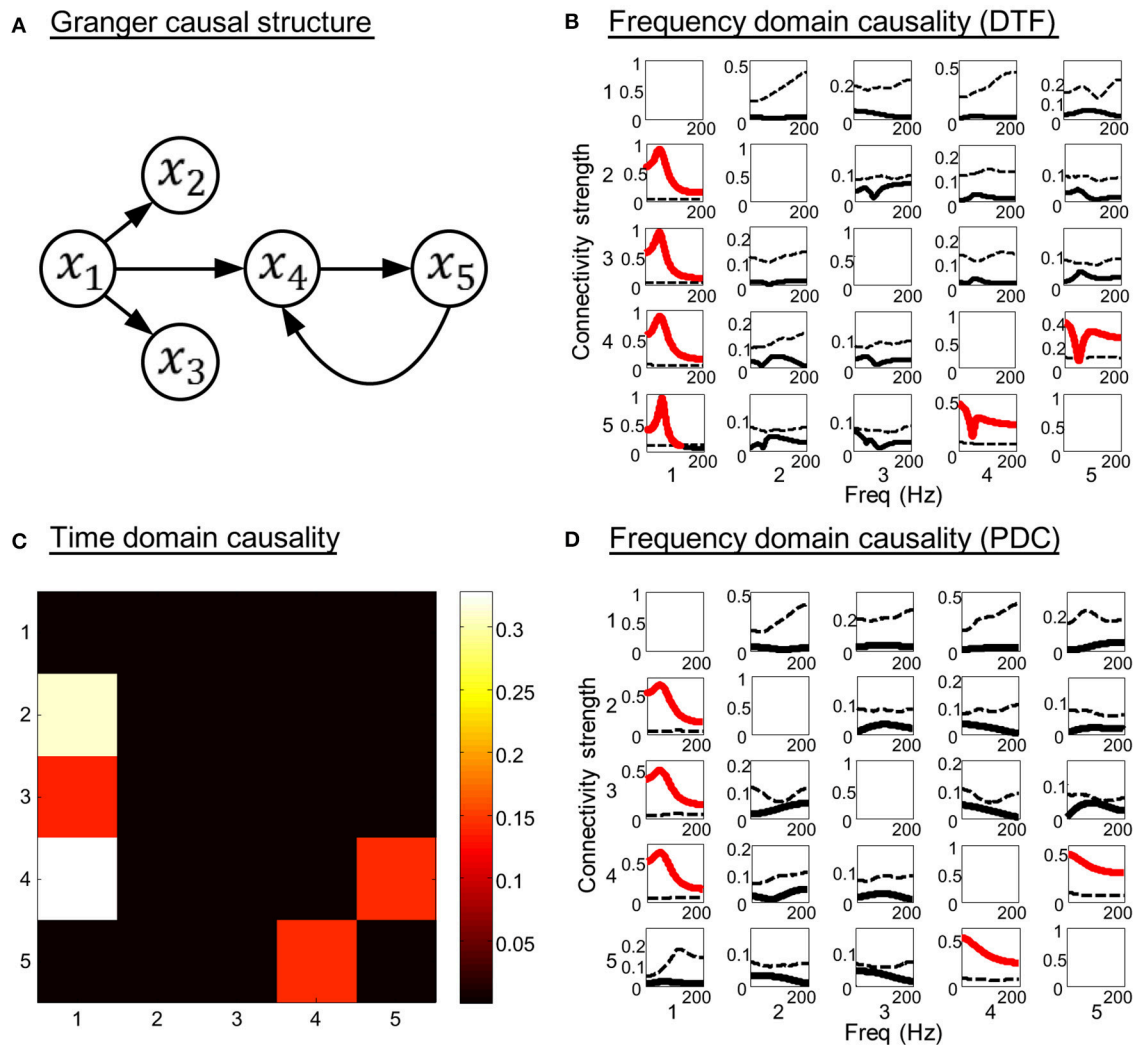 A Granger causal structure
x₂
x₁ x₄ x₅
x₃
B Frequency domain causality (DTF)
Connectivity strength
1
1 0.5 0 200
0.5 0 200
0.2 0 200
0.5 0 200
0.2 0.1 0 200
2
1 0.5 0 200
1 0.5 0 200
0.1 0 200
0.2 0.1 0 200
0.1 0 200
3
1 0.5 0 200
0.2 0.1 0 200
1 0.5 0 200
0.2 0.1 0 200
0.1 0 200
4
1 0.5 0 200
0.2 0.1 0 200
0.1 0 200
1 0.5 0 200
0.4 0.2 0 200
5
1 0.5 0 200
0.1 0 200
0.1 0 200
0.5 0 200
1 0.5 0 200
1 2 3 4 5
Freq (Hz)
C Time domain causality
1
2
3
4
5
1 2 3 4 5
0.3
0.25
0.2
0.15
0.1
0.05
D Frequency domain causality (PDC)
Connectivity strength
1
1 0.5 0 200
0.5 0 200
0.2 0 200
0.5 0 200
0.2 0 200
2
0.5 0 200
1 0.5 0 200
0.1 0 200
0.2 0.1 0 200
0.1 0 200
3
0.5 0 200
0.2 0.1 0 200
1 0.5 0 200
0.2 0.1 0 200
0.1 0 200
4
0.5 0 200
0.2 0.1 0 200
0.1 0 200
1 0.5 0 200
0.5 0 200
5
0.2 0.1 0 200
0.1 0 200
0.1 0 200
0.5 0 200
1 0.5 0 200
1 2 3 4 5
Freq (Hz)